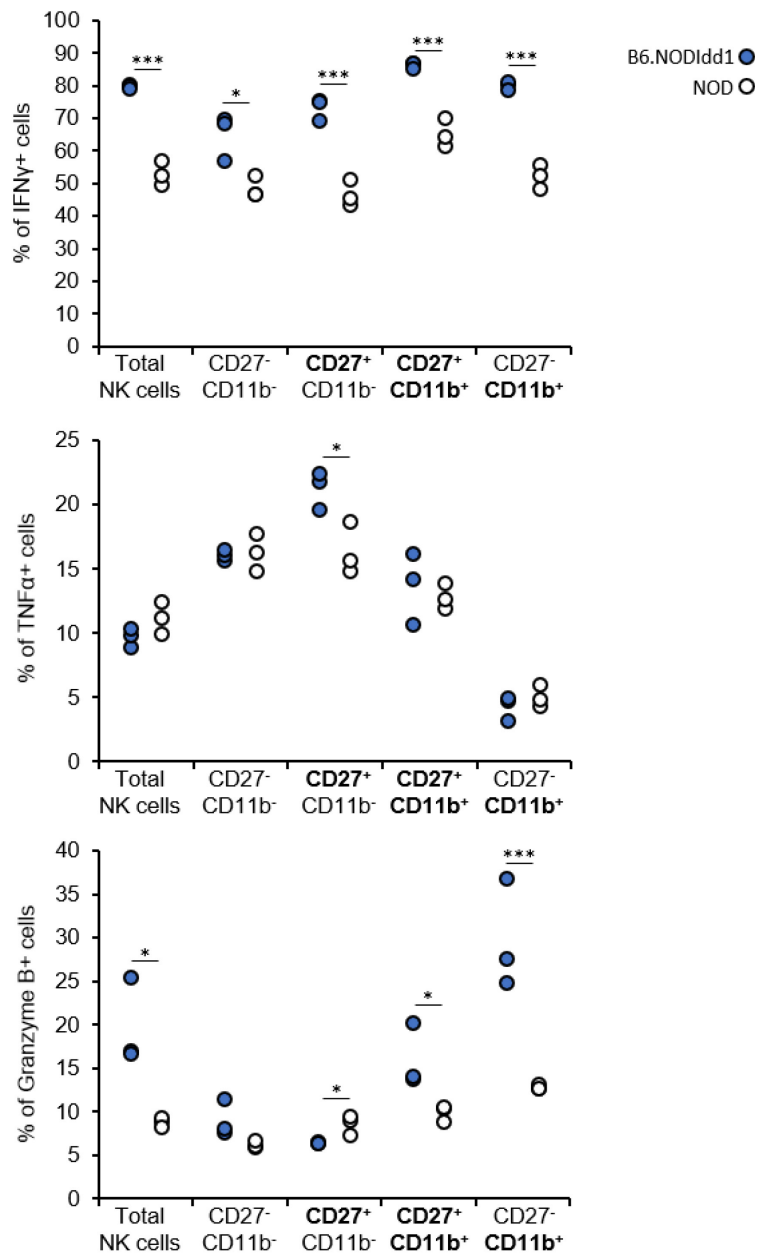 B6.NODIdd1
NOD
% of IFNγ+ cells
100
90
80
70
60
50
40
30
20
10
0
***
*
***
***
***
Total NK cells
CD27⁻ CD11b⁻
CD27⁺ CD11b⁻
CD27⁺ CD11b⁺
CD27⁻ CD11b⁺
% of TNFα+ cells
25
20
15
10
5
0
*
Total NK cells
CD27⁻ CD11b⁻
CD27⁺ CD11b⁻
CD27⁺ CD11b⁺
CD27⁻ CD11b⁺
% of Granzyme B+ cells
40
35
30
25
20
15
10
5
0
*
*
*
***
Total NK cells
CD27⁻ CD11b⁻
CD27⁺ CD11b⁻
CD27⁺ CD11b⁺
CD27⁻ CD11b⁺